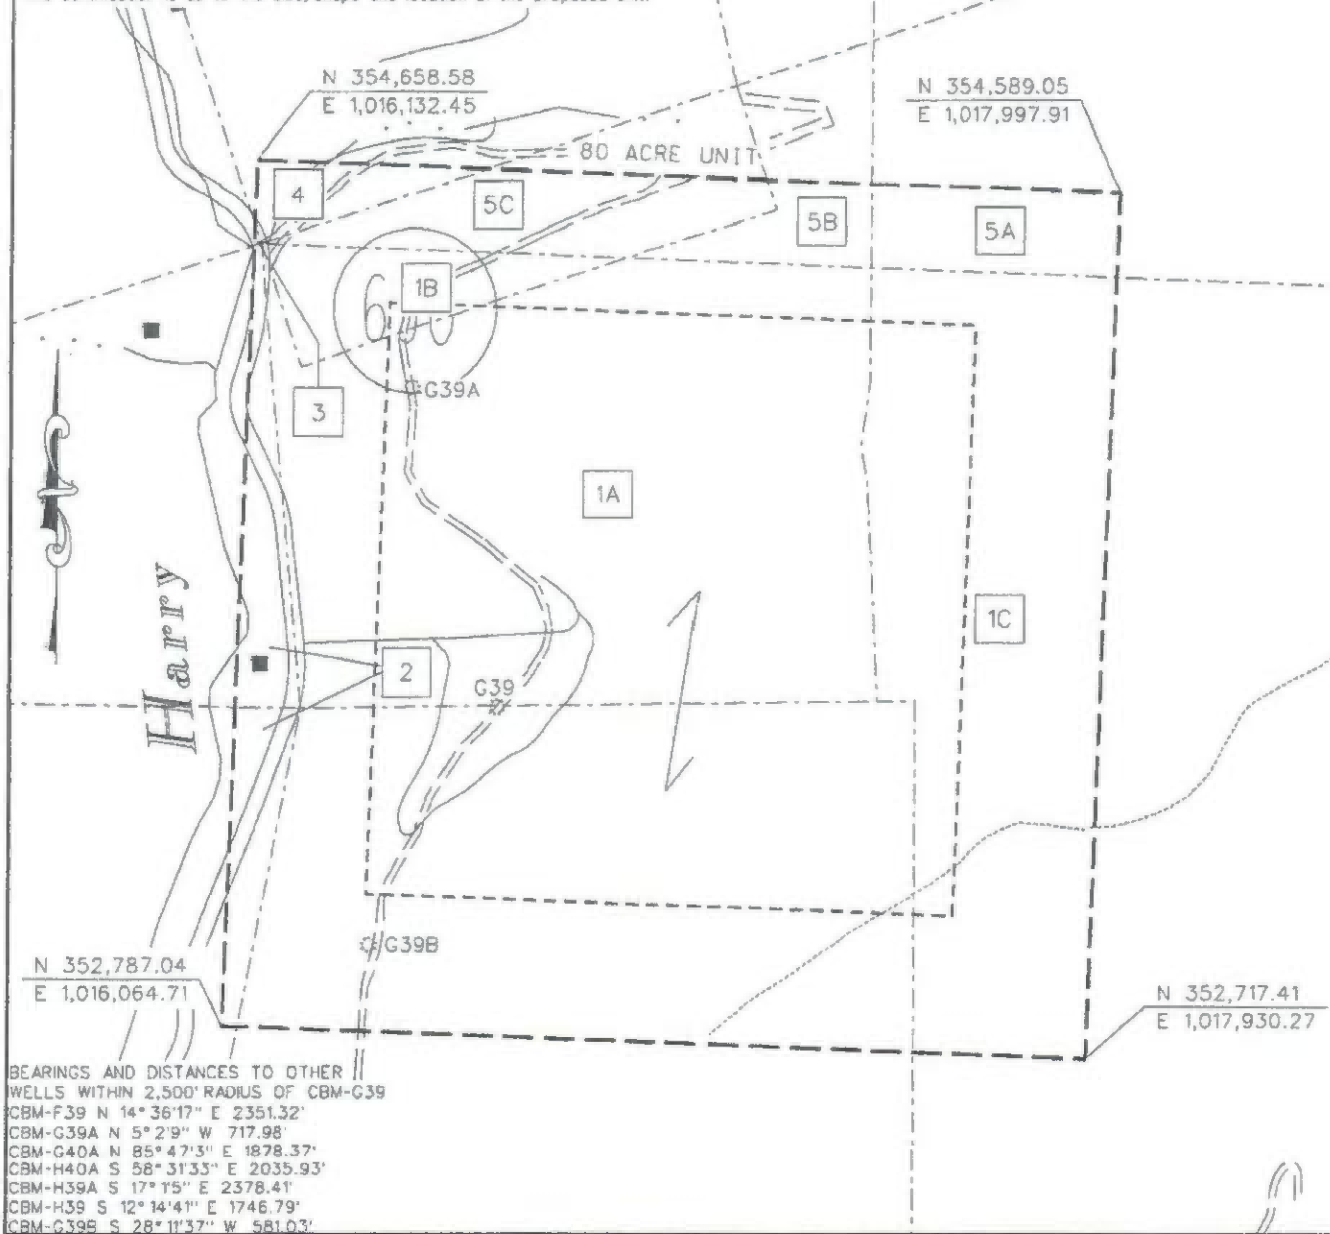 N 354,658.58
E 1,016,132.45
N 354,589.05
E 1,017,997.91
80 ACRE UNIT
4
5C
5B
5A
1B
G39A
3
1A
Harry
1C
2
G39
G39B
N 352,787.04
E 1,016,064.71
N 352,717.41
E 1,017,930.27
BEARINGS AND DISTANCES TO OTHER
WELLS WITHIN 2,500' RADIUS OF CBM-G39
CBM-F39 N 14° 36'17" E 2351.32'
CBM-G39A N 5° 2'9" W 717.98'
CBM-G40A N 85° 47'3" E 1878.37'
CBM-H40A S 58° 31'33" E 2035.93'
CBM-H39A S 17° 1'5" E 2378.41'
CBM-H39 S 12° 14'41" E 1746.79'
CBM-G39B S 28° 11'37" W 581.03'